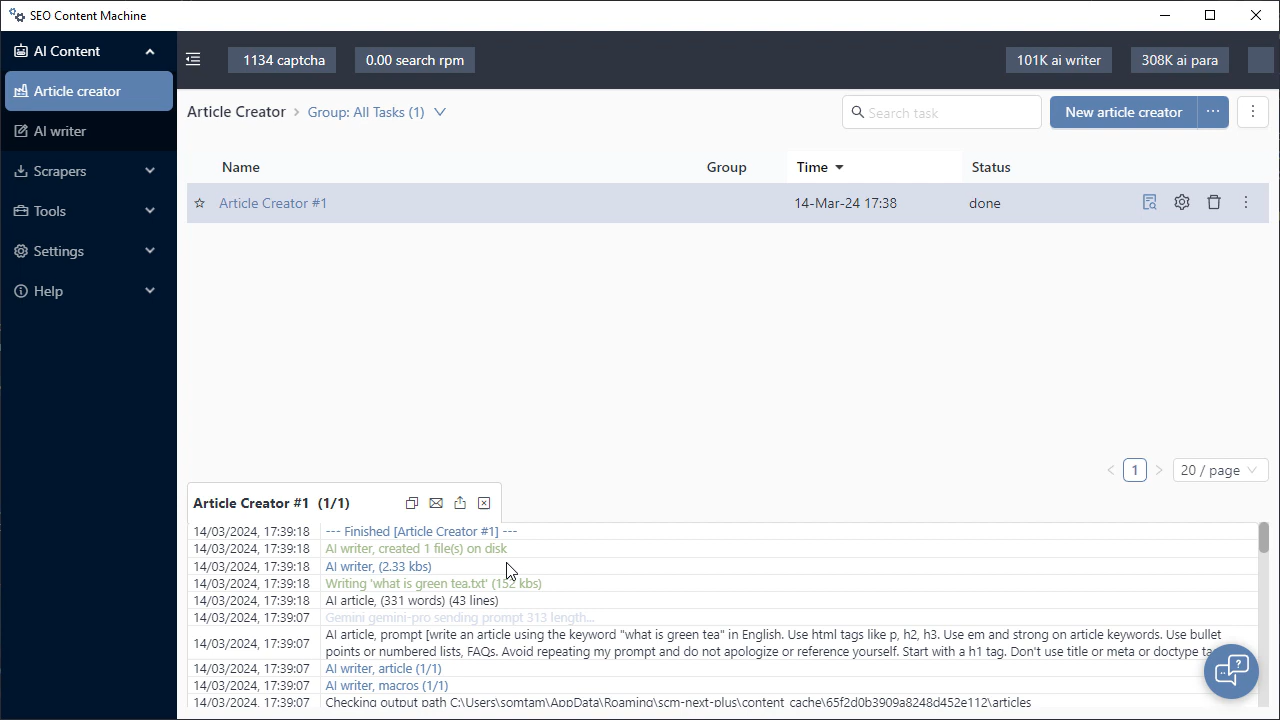 SEO Content Machine
AI Content
Article creator
AI writer
Scrapers
Tools
Settings
Help
1134 captcha
0.00 search rpm
101K ai writer
308K ai para
Article Creator > Group: All Tasks (1)
Search task
New article creator
Name Group Time Status
Article Creator #1 14-Mar-24 17:38 done
< 1 > 20 / page
Article Creator #1 (1/1)
14/03/2024, 17:39:18 --- Finished [Article Creator #1] ---
14/03/2024, 17:39:18 AI writer, created 1 file(s) on disk
14/03/2024, 17:39:18 AI writer, (2.33 kbs)
14/03/2024, 17:39:18 Writing 'what is green tea.txt' (152 kbs)
14/03/2024, 17:39:18 AI article, (331 words) (43 lines)
14/03/2024, 17:39:07 Gemini gemini-pro sending prompt 313 length...
14/03/2024, 17:39:07 AI article, prompt [write an article using the keyword "what is green tea" in English. Use html tags like p, h2, h3. Use em and strong on article keywords. Use bullet
points or numbered lists, FAQs. Avoid repeating my prompt and do not apologize or reference yourself. Start with a h1 tag. Don't use title or meta or doctype
14/03/2024, 17:39:07 AI writer, article (1/1)
14/03/2024, 17:39:07 AI writer, macros (1/1)
14/03/2024, 17:39:07 Checking output path C:\Users\somtam\AppData\Roaming\scm-next-plus\content_cache\65f2d0b3909a8248d452e112\articles